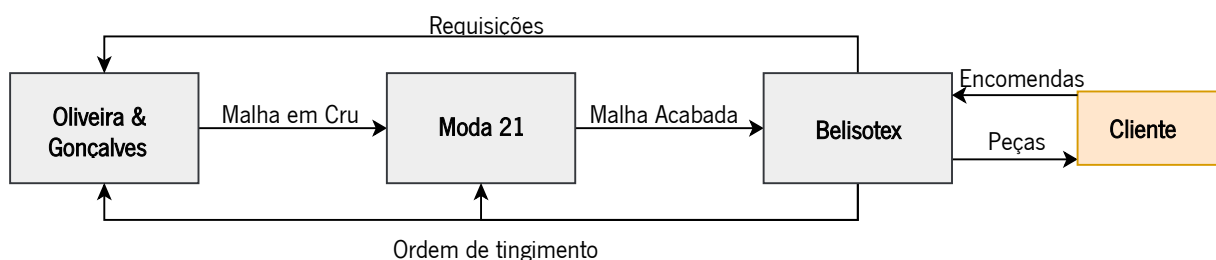 Requisições
Oliveira &
Gonçalves
Malha em Cru
Moda 21
Malha Acabada
Belisotex
Encomendas
Peças
Cliente
Ordem de tingimento